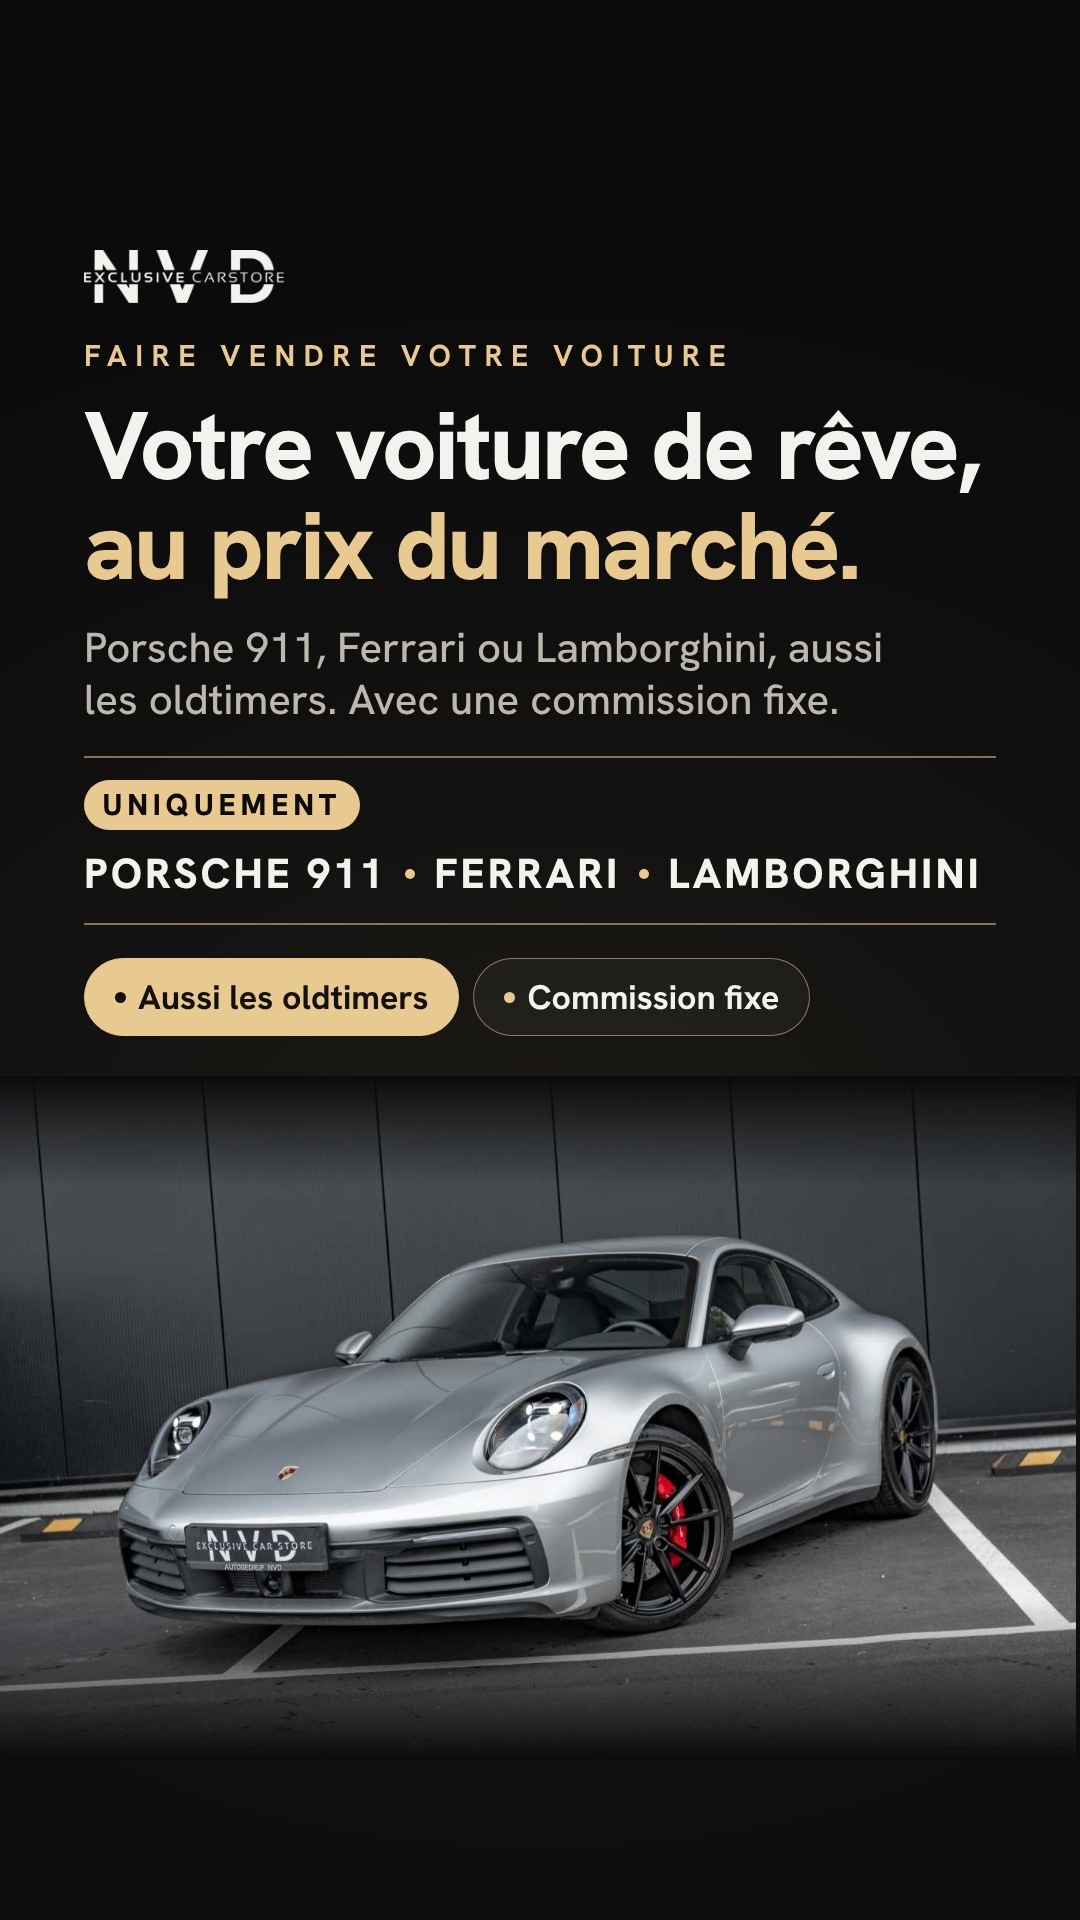 NVD
EXCLUSIVE CARSTORE
FAIRE VENDRE VOTRE VOITURE
Votre voiture de rêve,
au prix du marché.
Porsche 911, Ferrari ou Lamborghini, aussi
les oldtimers. Avec une commission fixe.
UNIQUEMENT
PORSCHE 911 • FERRARI • LAMBORGHINI
• Aussi les oldtimers
• Commission fixe
NVD
EXCLUSIVE CAR STORE
AUTOBEDRIJF NVD